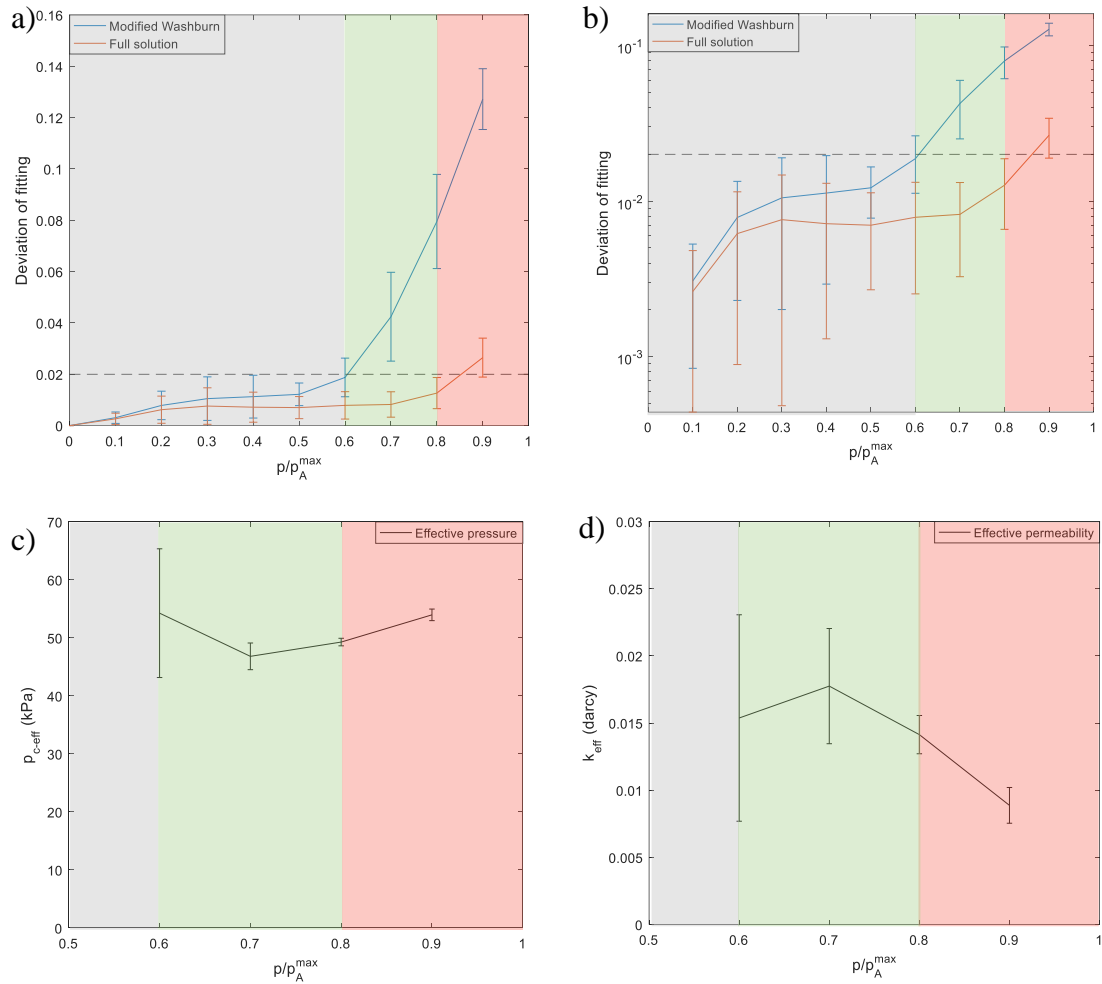 a)
Modified Washburn
Full solution
0.16
0.14
0.12
0.1
0.08
0.06
0.04
0.02
0
Deviation of fitting
0 0.1 0.2 0.3 0.4 0.5 0.6 0.7 0.8 0.9 1
p/p_A^max
b)
Modified Washburn
Full solution
10^-1
10^-2
10^-3
Deviation of fitting
0 0.1 0.2 0.3 0.4 0.5 0.6 0.7 0.8 0.9 1
p/p_A^max
c)
Effective pressure
70
60
50
40
30
20
10
0
p_c-eff (kPa)
0.5 0.6 0.7 0.8 0.9 1
p/p_A^max
d)
Effective permeability
0.03
0.025
0.02
0.015
0.01
0.005
0
k_eff (darcy)
0.5 0.6 0.7 0.8 0.9 1
p/p_A^max